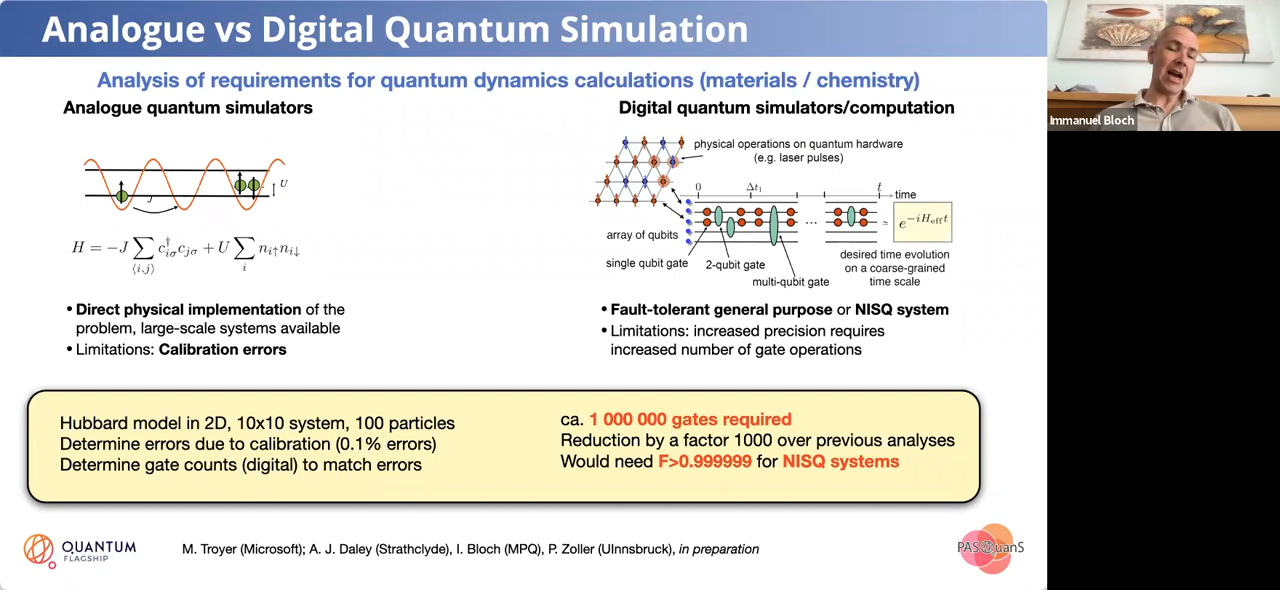 Analogue vs Digital Quantum Simulation
Analysis of requirements for quantum dynamics calculations (materials / chemistry)
Analogue quantum simulators
J
U
H = −J ∑⟨i,j⟩ c†iσcjσ + U ∑i ni↑ni↓
• Direct physical implementation of the
problem, large-scale systems available
• Limitations: Calibration errors
Digital quantum simulators/computation
physical operations on quantum hardware
(e.g. laser pulses)
0 Δt1 t time
array of qubits
single qubit gate
2-qubit gate
multi-qubit gate
...
≃
e−iHefft
desired time evolution
on a coarse-grained
time scale
• Fault-tolerant general purpose or NISQ system
• Limitations: increased precision requires
increased number of gate operations
Hubbard model in 2D, 10x10 system, 100 particles
Determine errors due to calibration (0.1% errors)
Determine gate counts (digital) to match errors
ca. 1 000 000 gates required
Reduction by a factor 1000 over previous analyses
Would need F>0.999999 for NISQ systems
QUANTUM
FLAGSHIP
M. Troyer (Microsoft); A. J. Daley (Strathclyde), I. Bloch (MPQ), P. Zoller (UInnsbruck), in preparation
PASQuanS
Immanuel Bloch